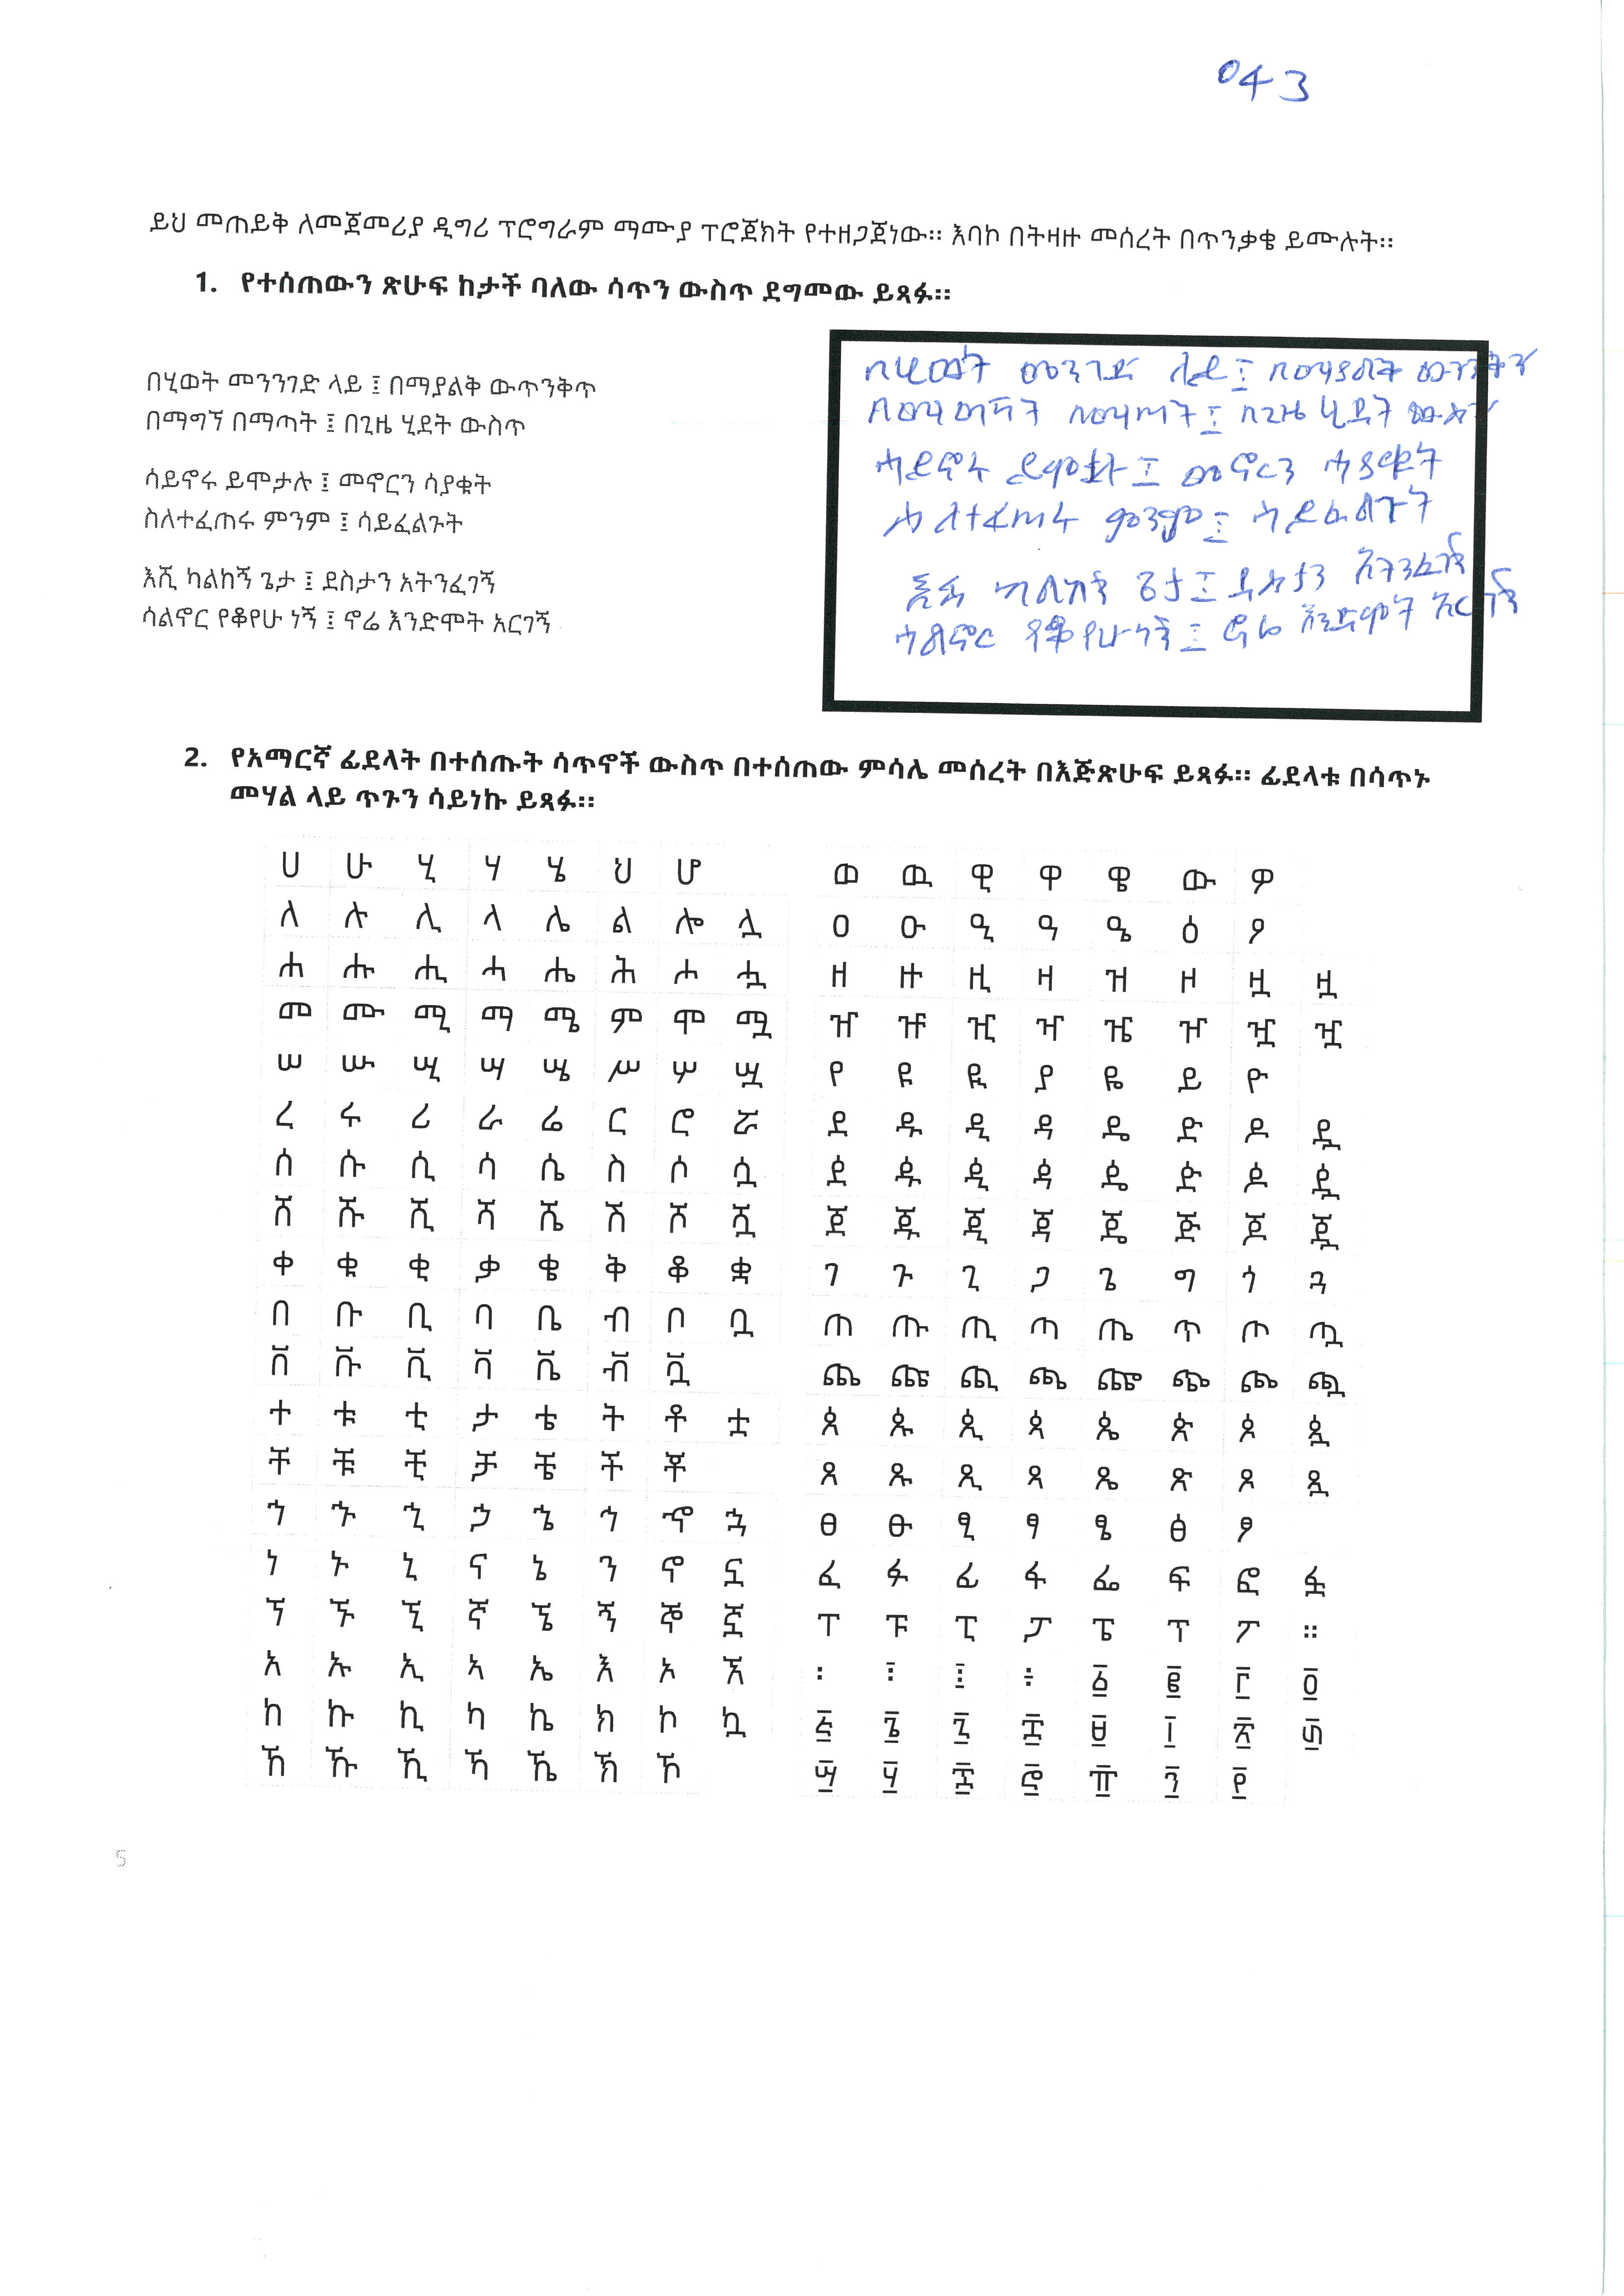 043
ይህ መጠይቅ ለመጀመሪያ ዲግሪ ፕሮግራም ማሙያ ፕሮጀክት የተዘጋጀነው። እባኮ በትዛዙ መሰረት በጥንቃቄ ይሙሉት።
1. የተሰጠውን ጽሁፍ ከታች ባለው ሳጥን ውስጥ ደግመው ይጻፉ።
በሂወት መንንገድ ላይ ፤ በማያልቅ ውጥንቅጥ
በማግኘ በማጣት ፤ በጊዜ ሂደት ውስጥ
ሳይኖሩ ይሞታሉ ፤ መኖርን ሳያቁት
ስለተፈጠሩ ምንም ፤ ሳይፈልጉት
እሺ ካልከኝ ጌታ ፤ ደስታን አትንፈገኝ
ሳልኖር የቆየሁ ነኝ ፤ ኖሬ እንድሞት አርገኝ
በሂወት መንገድ ላይ ፤
በጊዜ ሂደት ውስጥ
ሳይኖሩ ይሞታሉ ፤ መኖርን ሳያቁት
ስለተፈጠሩ ምንም ፤ ሳይፈልጉት
እሺ ካልከኝ ጌታ ፤ ደስታን አትንፈገኝ
ሳልኖር የቆየሁ ነኝ ፤ ኖሬ እንድሞት አርገኝ
2. የአማርኛ ፊደላት በተሰጡት ሳጥኖች ውስጥ በተሰጠው ምሳሌ መሰረት በእጅጽሁፍ ይጻፉ። ፊደላቱ በሳጥኑ
መሃል ላይ ጥጉን ሳይነኩ ይጻፉ።
ሀ ሁ ሂ ሃ ሄ ህ ሆ
ለ ሉ ሊ ላ ሌ ል ሎ ሏ
ሐ ሑ ሒ ሓ ሔ ሕ ሖ ሗ
መ ሙ ሚ ማ ሜ ም ሞ ሟ
ሠ ሡ ሢ ሣ ሤ ሥ ሦ ሧ
ረ ሩ ሪ ራ ሬ ር ሮ ሯ
ሰ ሱ ሲ ሳ ሴ ስ ሶ ሷ
ሸ ሹ ሺ ሻ ሼ ሽ ሾ ሿ
ቀ ቁ ቂ ቃ ቄ ቅ ቆ ቋ
በ ቡ ቢ ባ ቤ ብ ቦ ቧ
ቨ ቩ ቪ ቫ ቬ ቭ ቯ
ተ ቱ ቲ ታ ቴ ት ቶ ቷ
ቸ ቹ ቺ ቻ ቼ ች ቾ
ኀ ኁ ኂ ኃ ኄ ኅ ኆ ኋ
ነ ኑ ኒ ና ኔ ን ኖ ኗ
ኘ ኙ ኚ ኛ ኜ ኝ ኞ ኟ
አ ኡ ኢ ኣ ኤ እ ኦ ኧ
ከ ኩ ኪ ካ ኬ ክ ኮ ኳ
ኸ ኹ ኺ ኻ ኼ ኽ ኾ
ወ ዉ ዊ ዋ ዌ ው ዎ
ዐ ዑ ዒ ዓ ዔ ዕ ዖ
ዘ ዙ ዚ ዛ ዝ ዞ ዟ ዟ
ዠ ዡ ዢ ዣ ዤ ዦ ዧ ዧ
የ ዩ ዪ ያ ዬ ይ ዮ
ደ ዱ ዲ ዳ ዴ ድ ዶ ዷ
ዸ ዹ ዺ ዻ ዼ ዽ ዾ ዿ
ጀ ጁ ጂ ጃ ጄ ጅ ጆ ጇ
ገ ጉ ጊ ጋ ጌ ግ ጎ ጓ
ጠ ጡ ጢ ጣ ጤ ጥ ጦ ጧ
ጨ ጩ ጪ ጫ ጬ ጭ ጮ ጯ
ጰ ጱ ጲ ጳ ጴ ጵ ጶ ጷ
ጸ ጹ ጺ ጻ ጼ ጽ ጾ ጿ
ፀ ፁ ፂ ፃ ፄ ፅ ፆ
ፈ ፉ ፊ ፋ ፌ ፍ ፎ ፏ
ፐ ፑ ፒ ፓ ፔ ፕ ፖ ።
፡ ፣ ፤ ፥ ፩ ፪ ፫ ፬
፭ ፮ ፯ ፰ ፱ ፲ ፳ ፴
፵ ፶ ፷ ፸ ፹ ፺ ፻
5